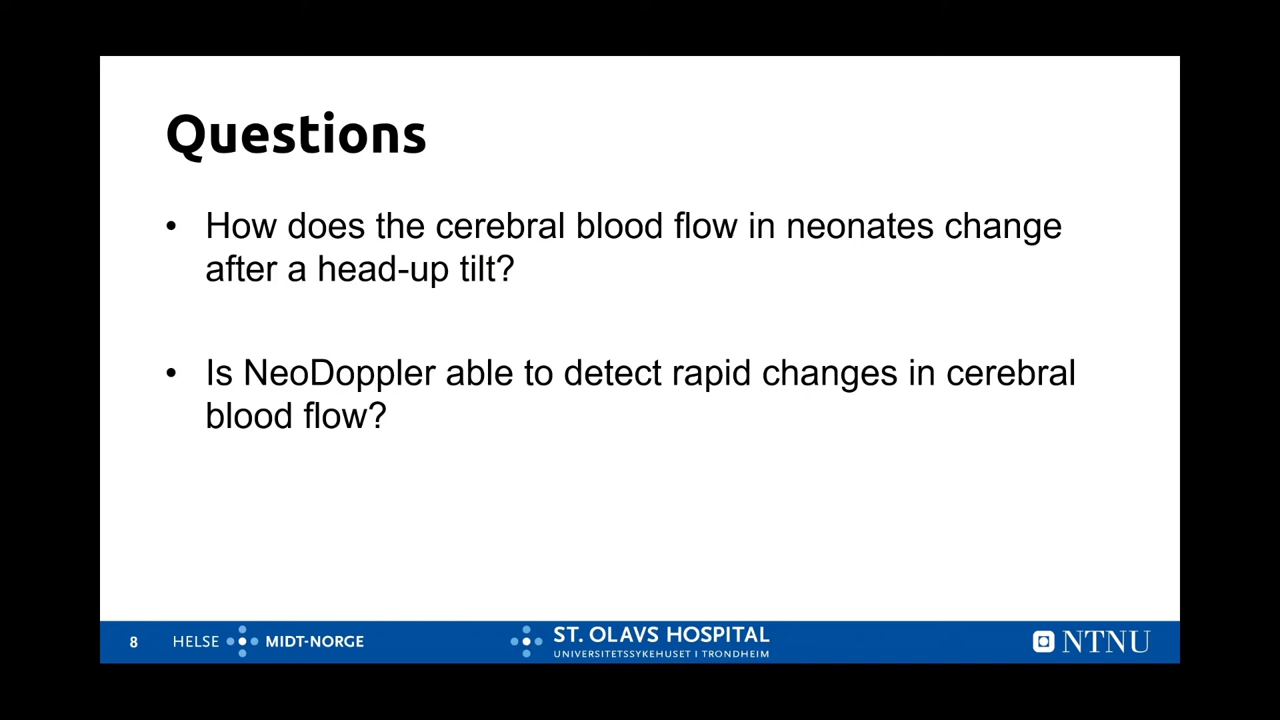 Questions
• How does the cerebral blood flow in neonates change
after a head-up tilt?
• Is NeoDoppler able to detect rapid changes in cerebral
blood flow?
8 HELSE MIDT-NORGE ST. OLAVS HOSPITAL NTNU
UNIVERSITETSSYKEHUSET I TRONDHEIM